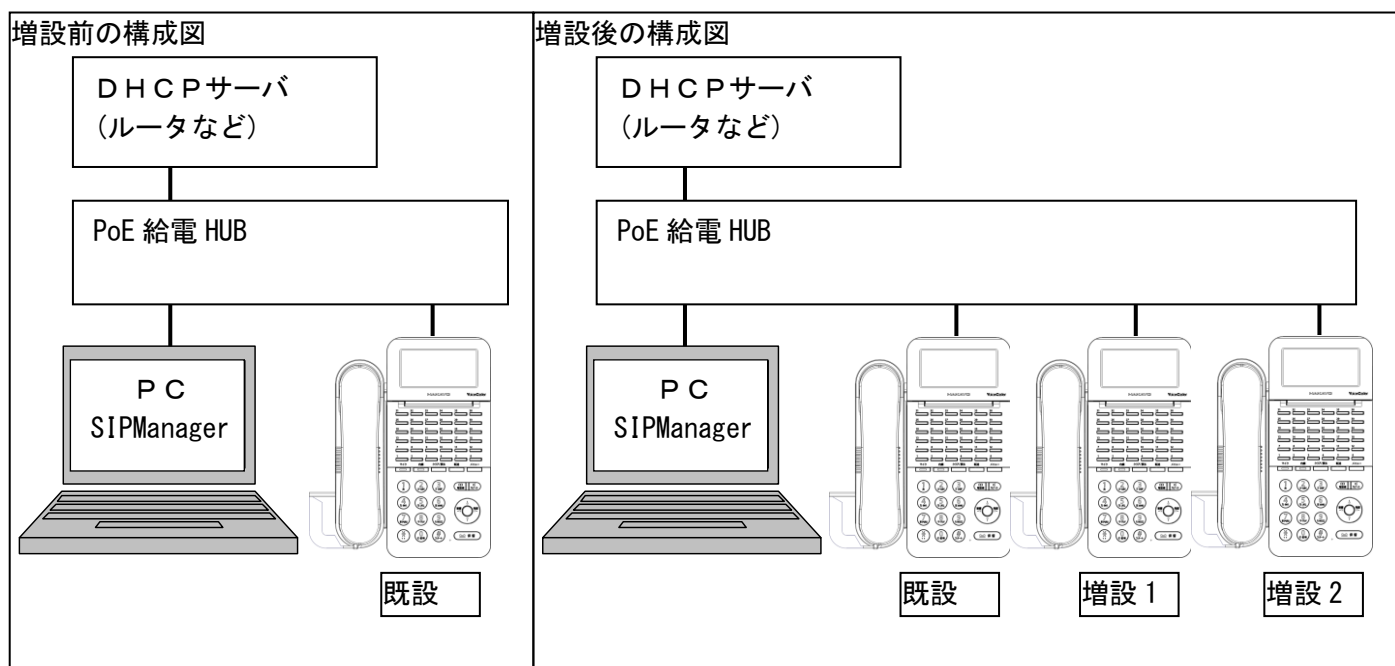 増設前の構成図
ＤＨＣＰサーバ
(ルータなど)
PoE 給電 HUB
ＰＣ
SIPManager
既設
増設後の構成図
ＤＨＣＰサーバ
(ルータなど)
PoE 給電 HUB
ＰＣ
SIPManager
既設
増設 1
増設 2